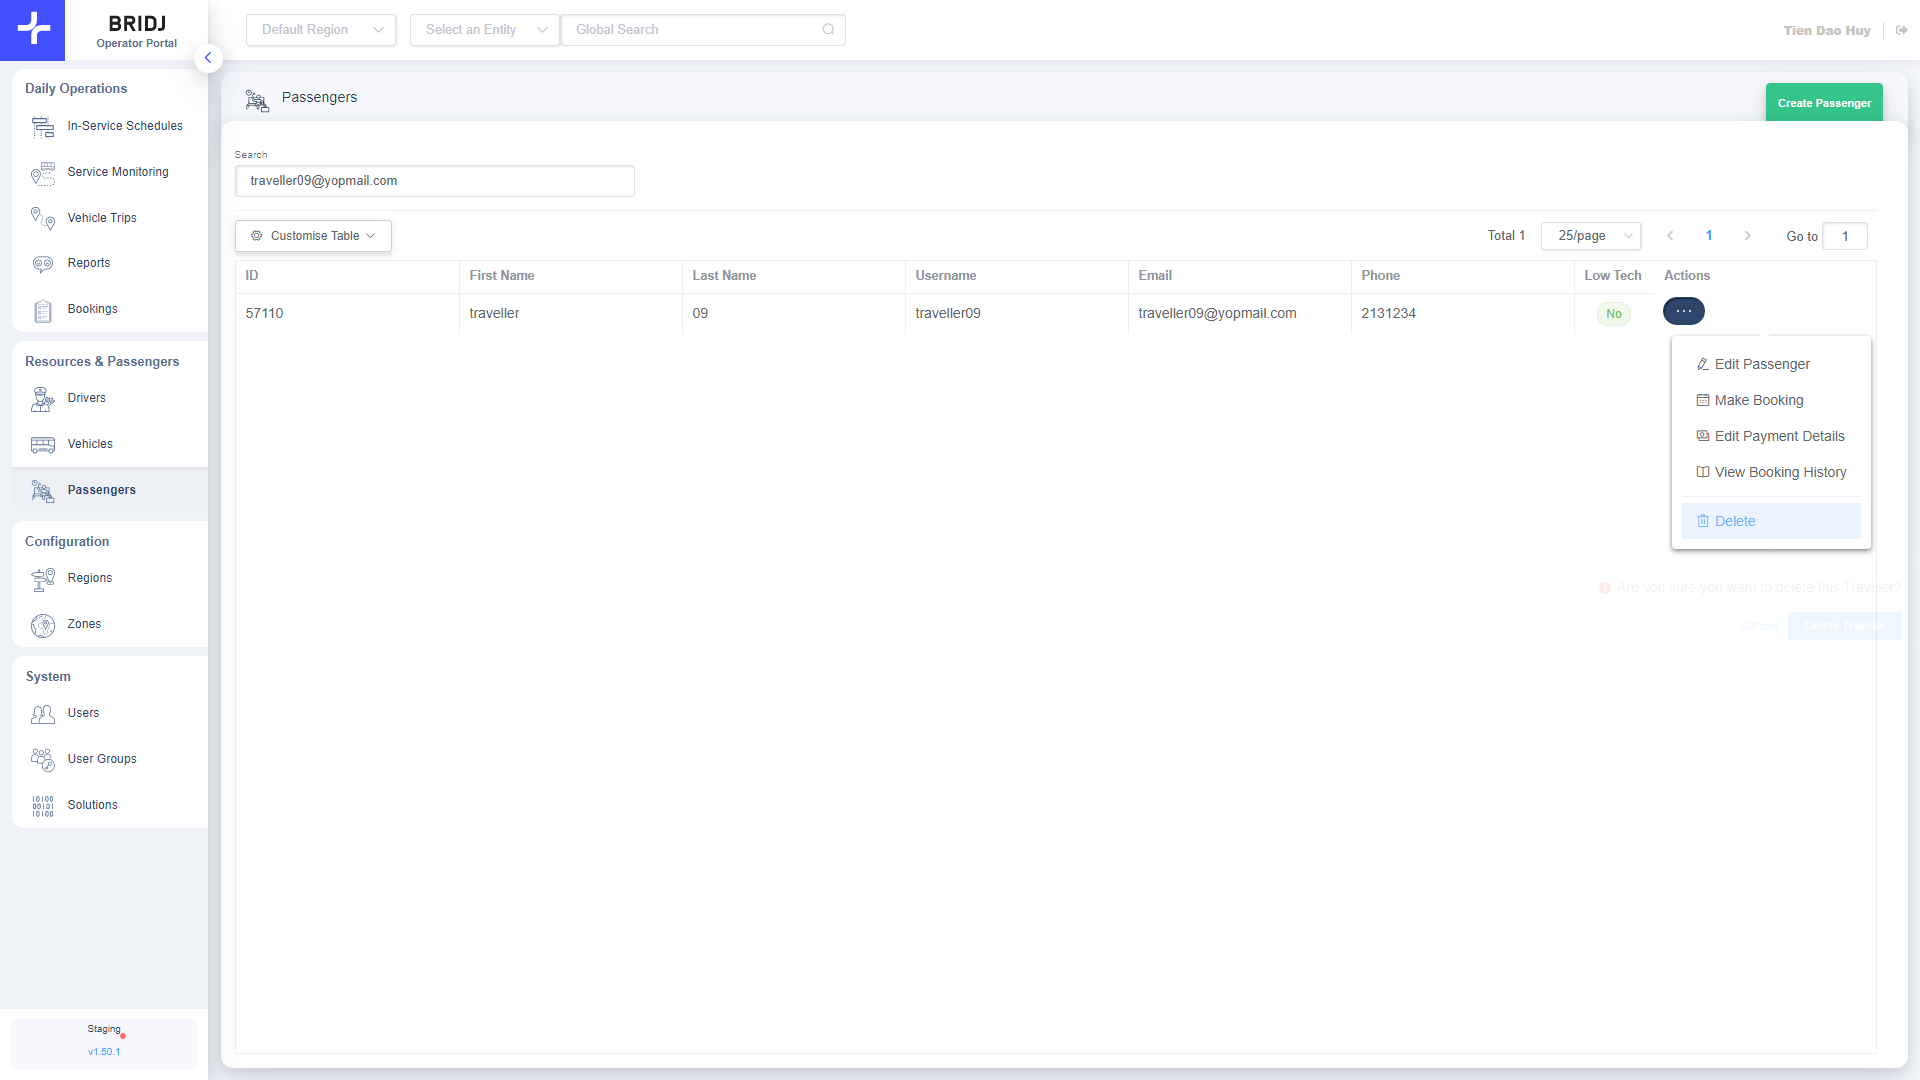 BRIDJ
Operator Portal
Default Region
Select an Entity
Global Search
Tien Dao Huy
Daily Operations
In-Service Schedules
Service Monitoring
Vehicle Trips
Reports
Bookings
Resources & Passengers
Drivers
Vehicles
Passengers
Configuration
Regions
Zones
System
Users
User Groups
Solutions
Staging
v1.50.1
Passengers
Create Passenger
Search
traveller09@yopmail.com
Customise Table
Total 1
25/page
1
Go to
1
ID First Name Last Name Username Email Phone Low Tech Actions
57110 traveller 09 traveller09 traveller09@yopmail.com 2131234 No
Edit Passenger
Make Booking
Edit Payment Details
View Booking History
Delete
Are you sure you want to delete this Traveler?
Cancel
Delete Traveler